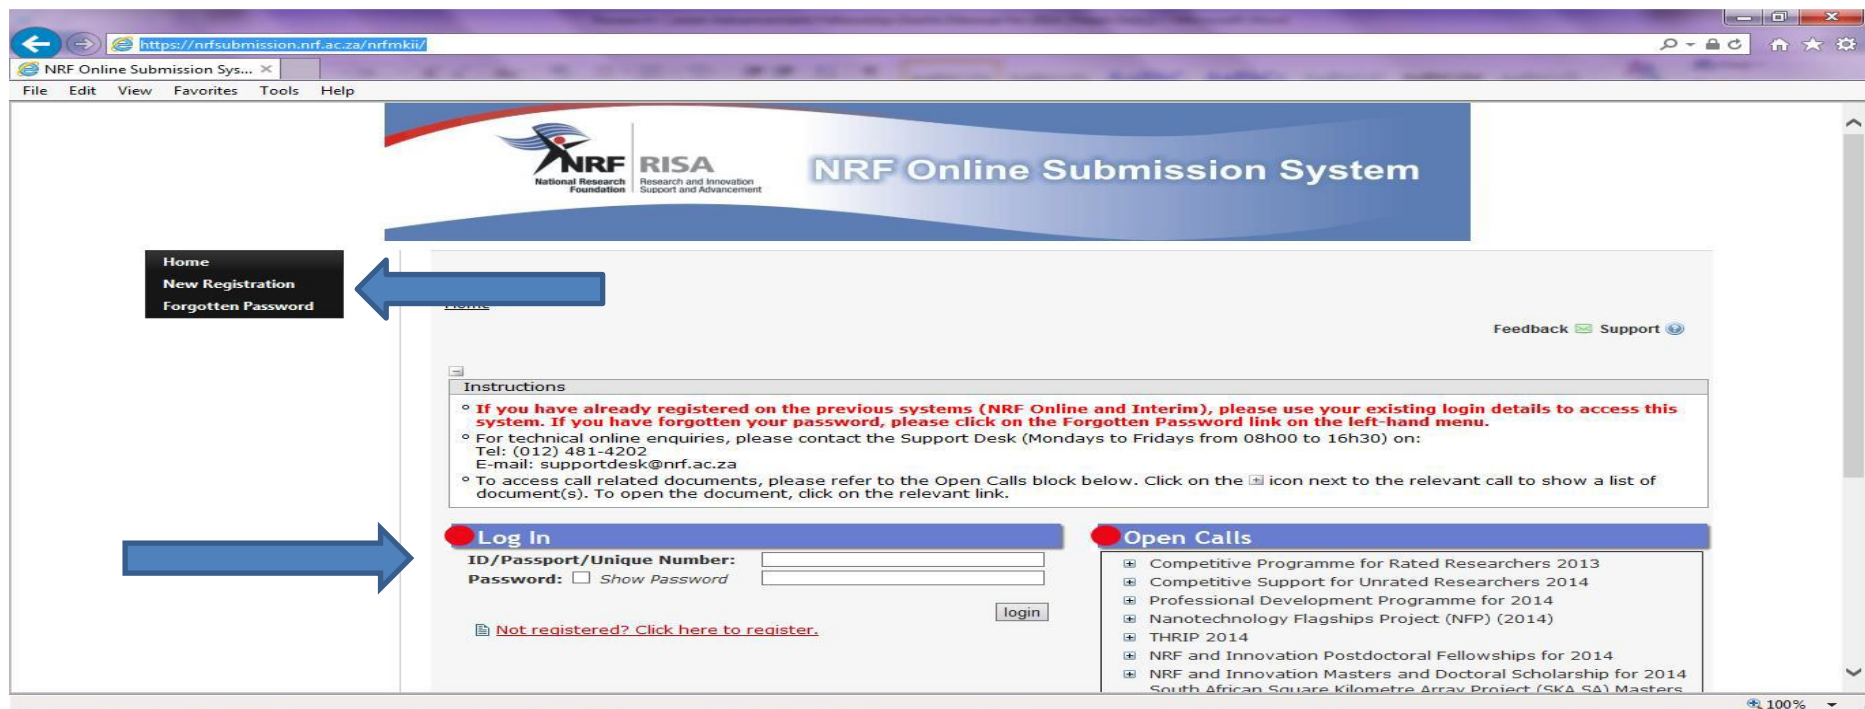 https://nrfsubmission.nrf.ac.za/nrfmkii/
NRF Online Submission Sys...
File Edit View Favorites Tools Help
NRF RISA
National Research Foundation
Research and Innovation
Support and Advancement
NRF Online Submission System
Home
New Registration
Forgotten Password
Home
Feedback Support
Instructions
If you have already registered on the previous systems (NRF Online and Interim), please use your existing login details to access this
system. If you have forgotten your password, please click on the Forgotten Password link on the left-hand menu.
For technical online enquiries, please contact the Support Desk (Mondays to Fridays from 08h00 to 16h30) on:
Tel: (012) 481-4202
E-mail: supportdesk@nrf.ac.za
To access call related documents, please refer to the Open Calls block below. Click on the icon next to the relevant call to show a list of
document(s). To open the document, click on the relevant link.
Log In
ID/Passport/Unique Number:
Password: Show Password
login
Not registered? Click here to register.
Open Calls
Competitive Programme for Rated Researchers 2013
Competitive Support for Unrated Researchers 2014
Professional Development Programme for 2014
Nanotechnology Flagships Project (NFP) (2014)
THRIP 2014
NRF and Innovation Postdoctoral Fellowships for 2014
NRF and Innovation Masters and Doctoral Scholarship for 2014
South African Square Kilometre Array Project (SKA SA) Masters
100%